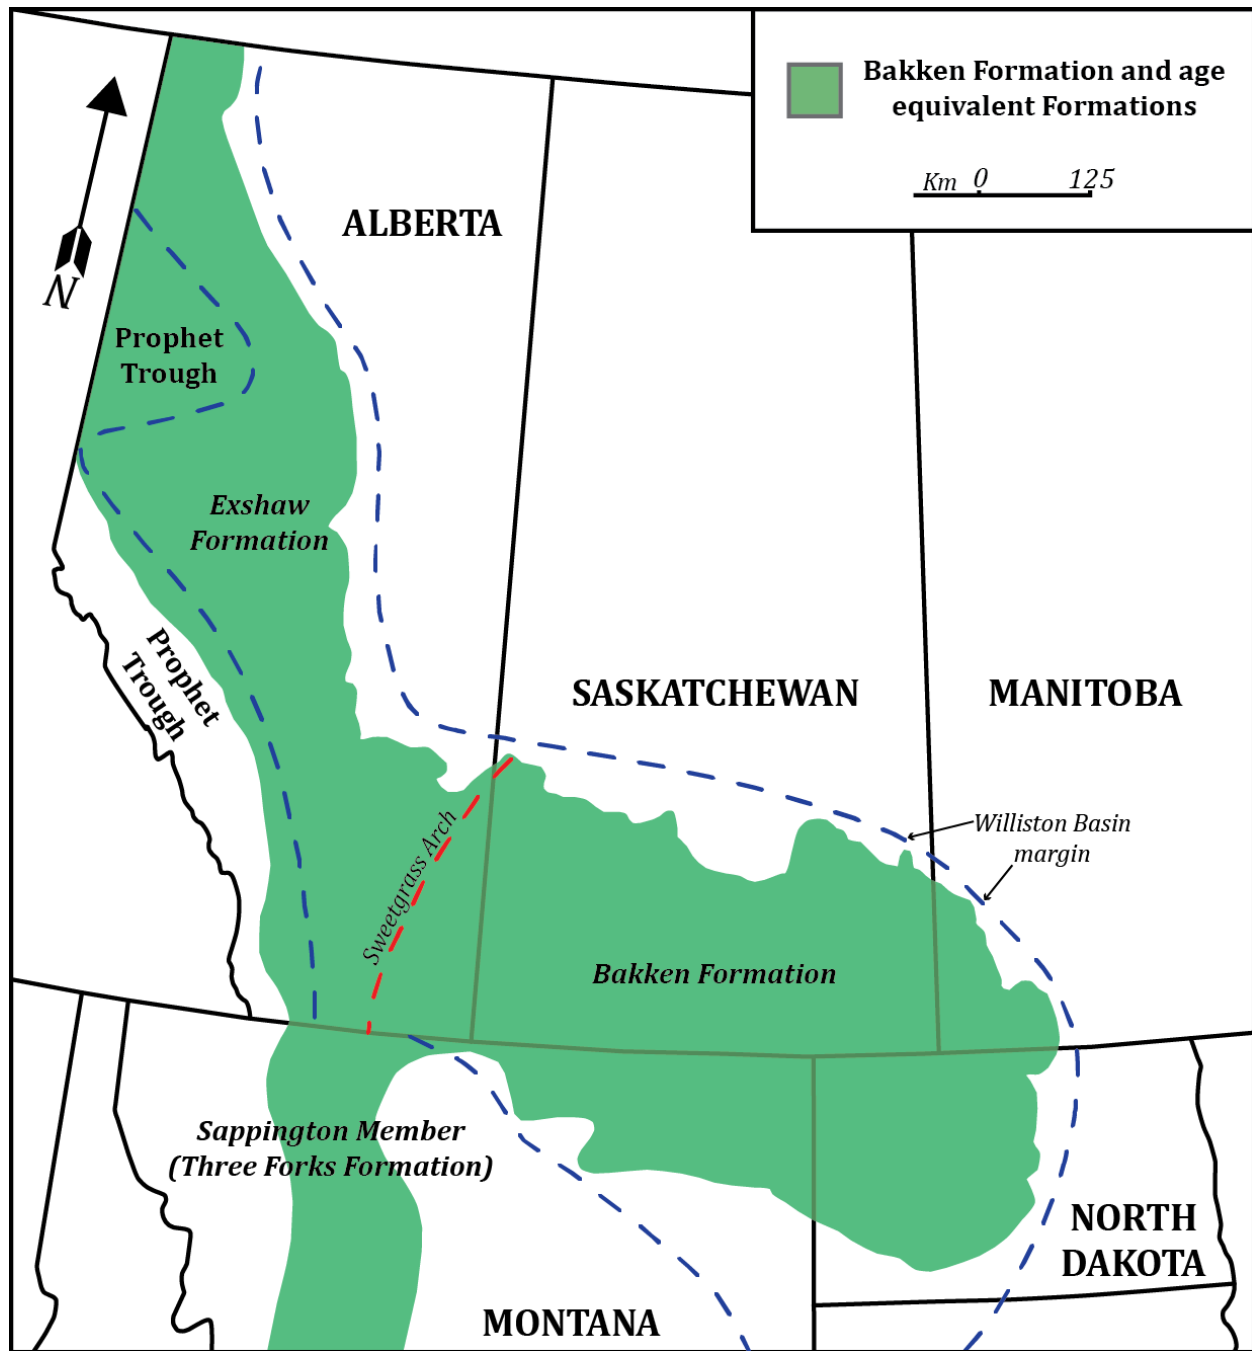 Bakken Formation and age
equivalent Formations
Km 0 125
N
ALBERTA
Prophet
Trough
Exshaw
Formation
Prophet
Trough
SASKATCHEWAN
MANITOBA
Sweetgrass Arch
Williston Basin
margin
Bakken Formation
Sappington Member
(Three Forks Formation)
NORTH
DAKOTA
MONTANA